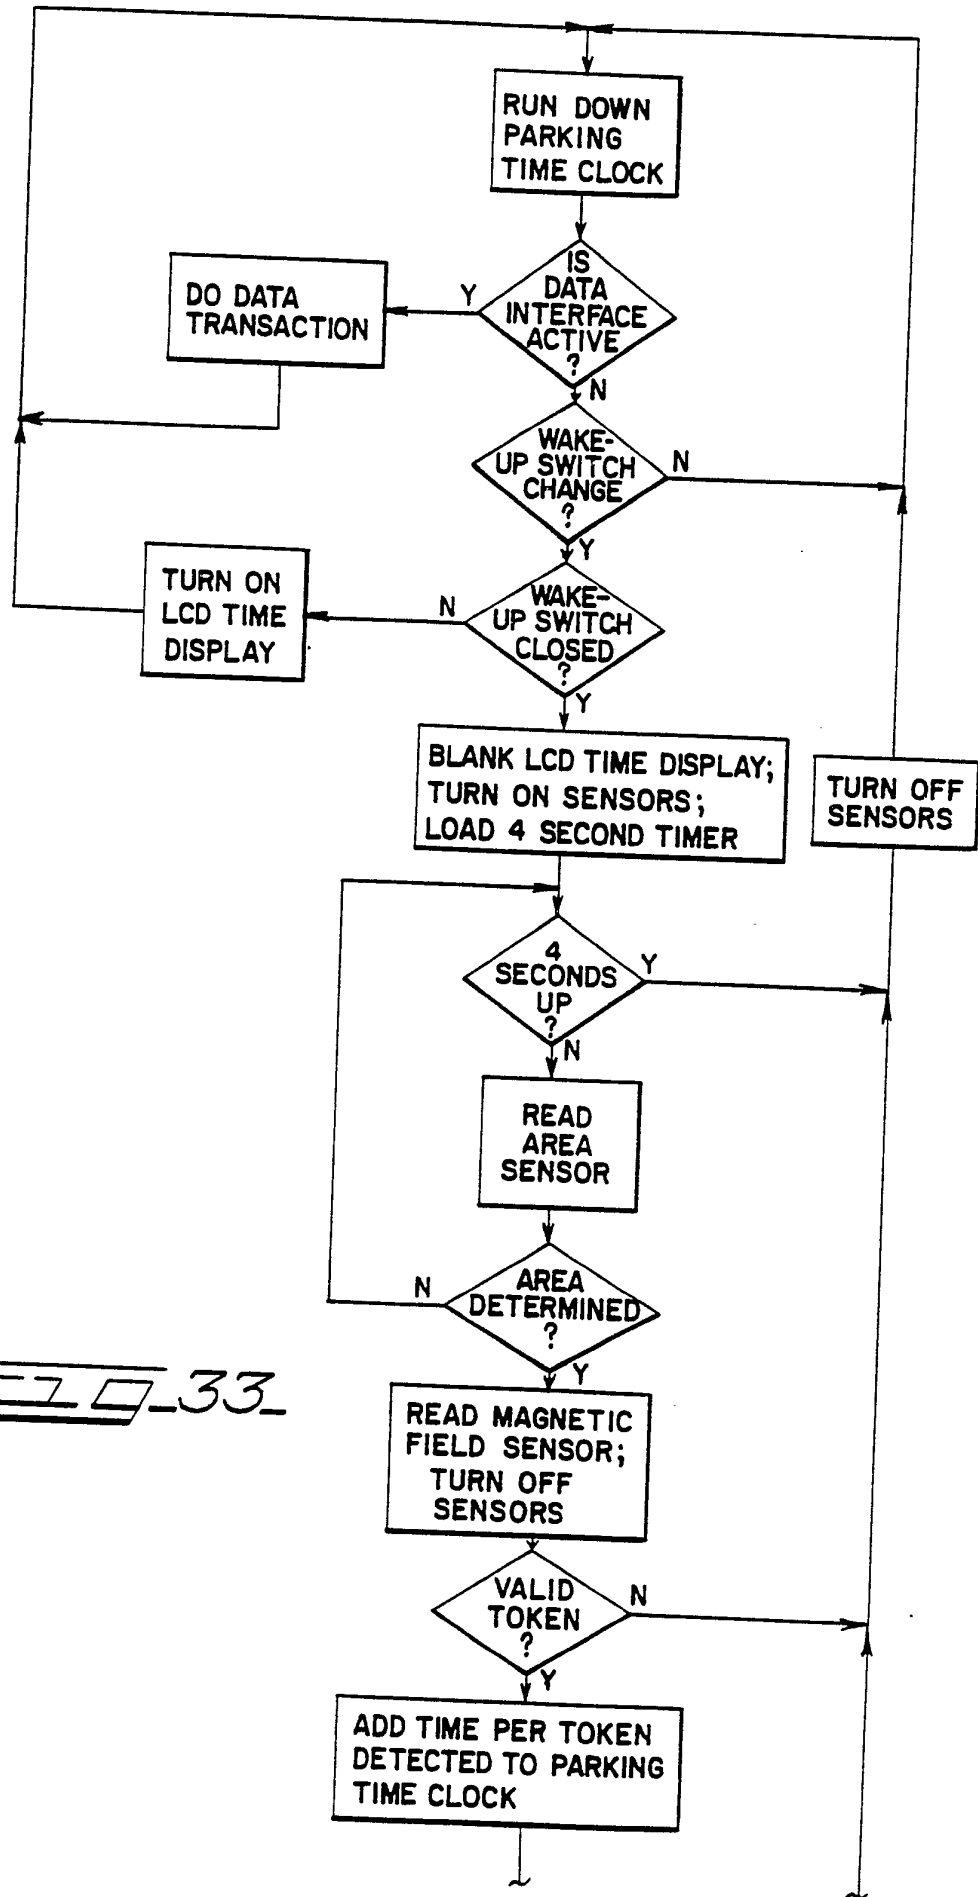 RUN DOWN
PARKING
TIME CLOCK
IS
DATA
INTERFACE
ACTIVE
?
Y
N
DO DATA
TRANSACTION
WAKE-
UP SWITCH
CHANGE
?
N
Y
WAKE-
UP SWITCH
CLOSED
?
N
Y
TURN ON
LCD TIME
DISPLAY
BLANK LCD TIME DISPLAY;
TURN ON SENSORS;
LOAD 4 SECOND TIMER
TURN OFF
SENSORS
4
SECONDS
UP
?
Y
N
READ
AREA
SENSOR
AREA
DETERMINED
?
N
Y
33
READ MAGNETIC
FIELD SENSOR;
TURN OFF
SENSORS
VALID
TOKEN
?
N
Y
ADD TIME PER TOKEN
DETECTED TO PARKING
TIME CLOCK